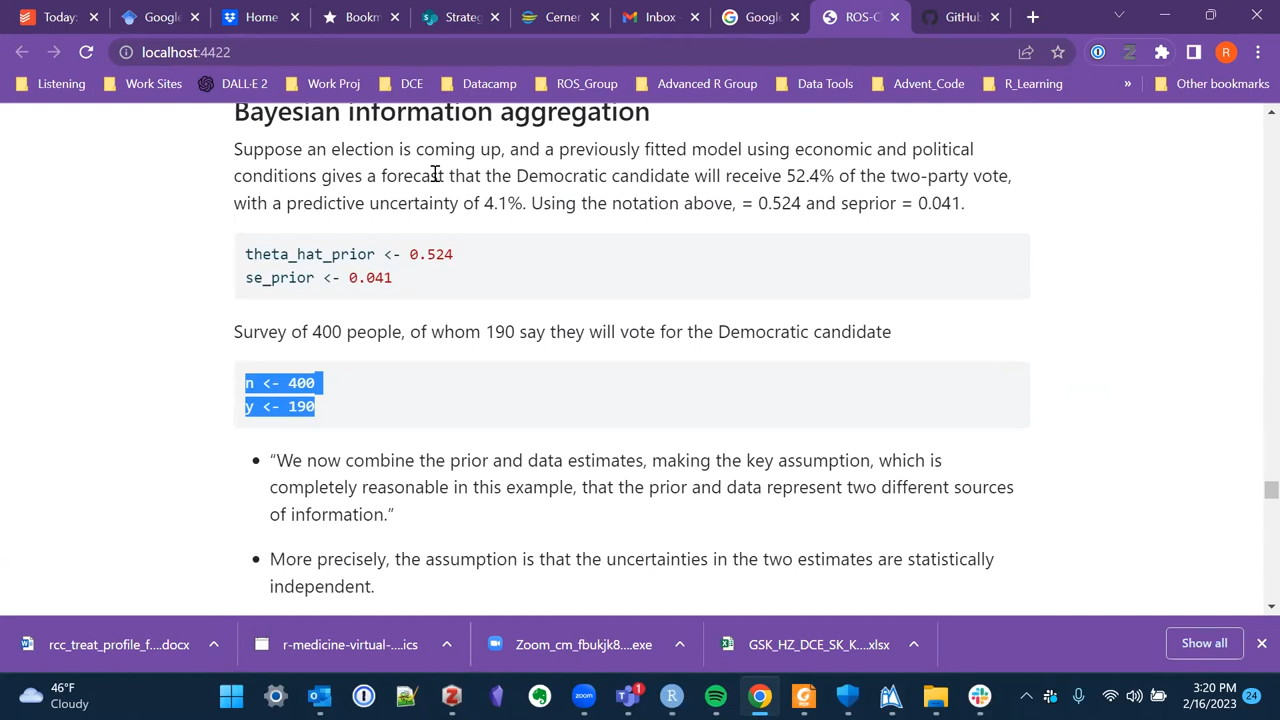 Today:
Google
Home
Bookm
Strateg
Cerner
Inbox
Google
ROS-C
GitHub
localhost:4422
R
Listening
Work Sites
DALL·E 2
Work Proj
DCE
Datacamp
ROS_Group
Advanced R Group
Data Tools
Advent_Code
R_Learning
»
Other bookmarks
Bayesian information aggregation
Suppose an election is coming up, and a previously fitted model using economic and political
conditions gives a forecast that the Democratic candidate will receive 52.4% of the two-party vote,
with a predictive uncertainty of 4.1%. Using the notation above, = 0.524 and seprior = 0.041.
theta_hat_prior <- 0.524
se_prior <- 0.041
Survey of 400 people, of whom 190 say they will vote for the Democratic candidate
n <- 400
y <- 190
• “We now combine the prior and data estimates, making the key assumption, which is
completely reasonable in this example, that the prior and data represent two different sources
of information.”
• More precisely, the assumption is that the uncertainties in the two estimates are statistically
independent.
rcc_treat_profile_f....docx
r-medicine-virtual-....ics
Zoom_cm_fbukjk8....exe
GSK_HZ_DCE_SK_K....xlsx
Show all
46°F
Cloudy
zoom
1
R
3:20 PM
2/16/2023
24